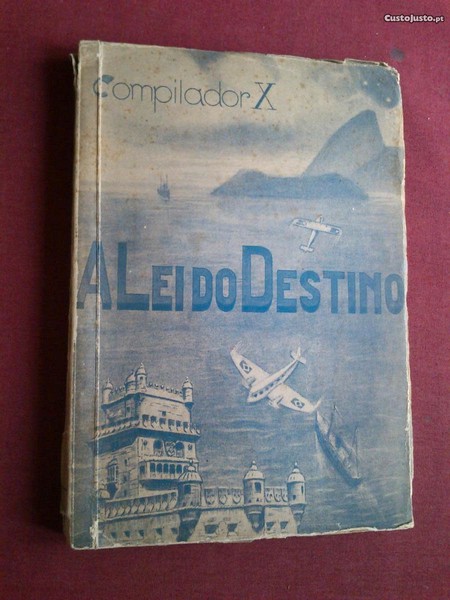 CustoJusto.pt
Compilador X
A LEI DO DESTINO